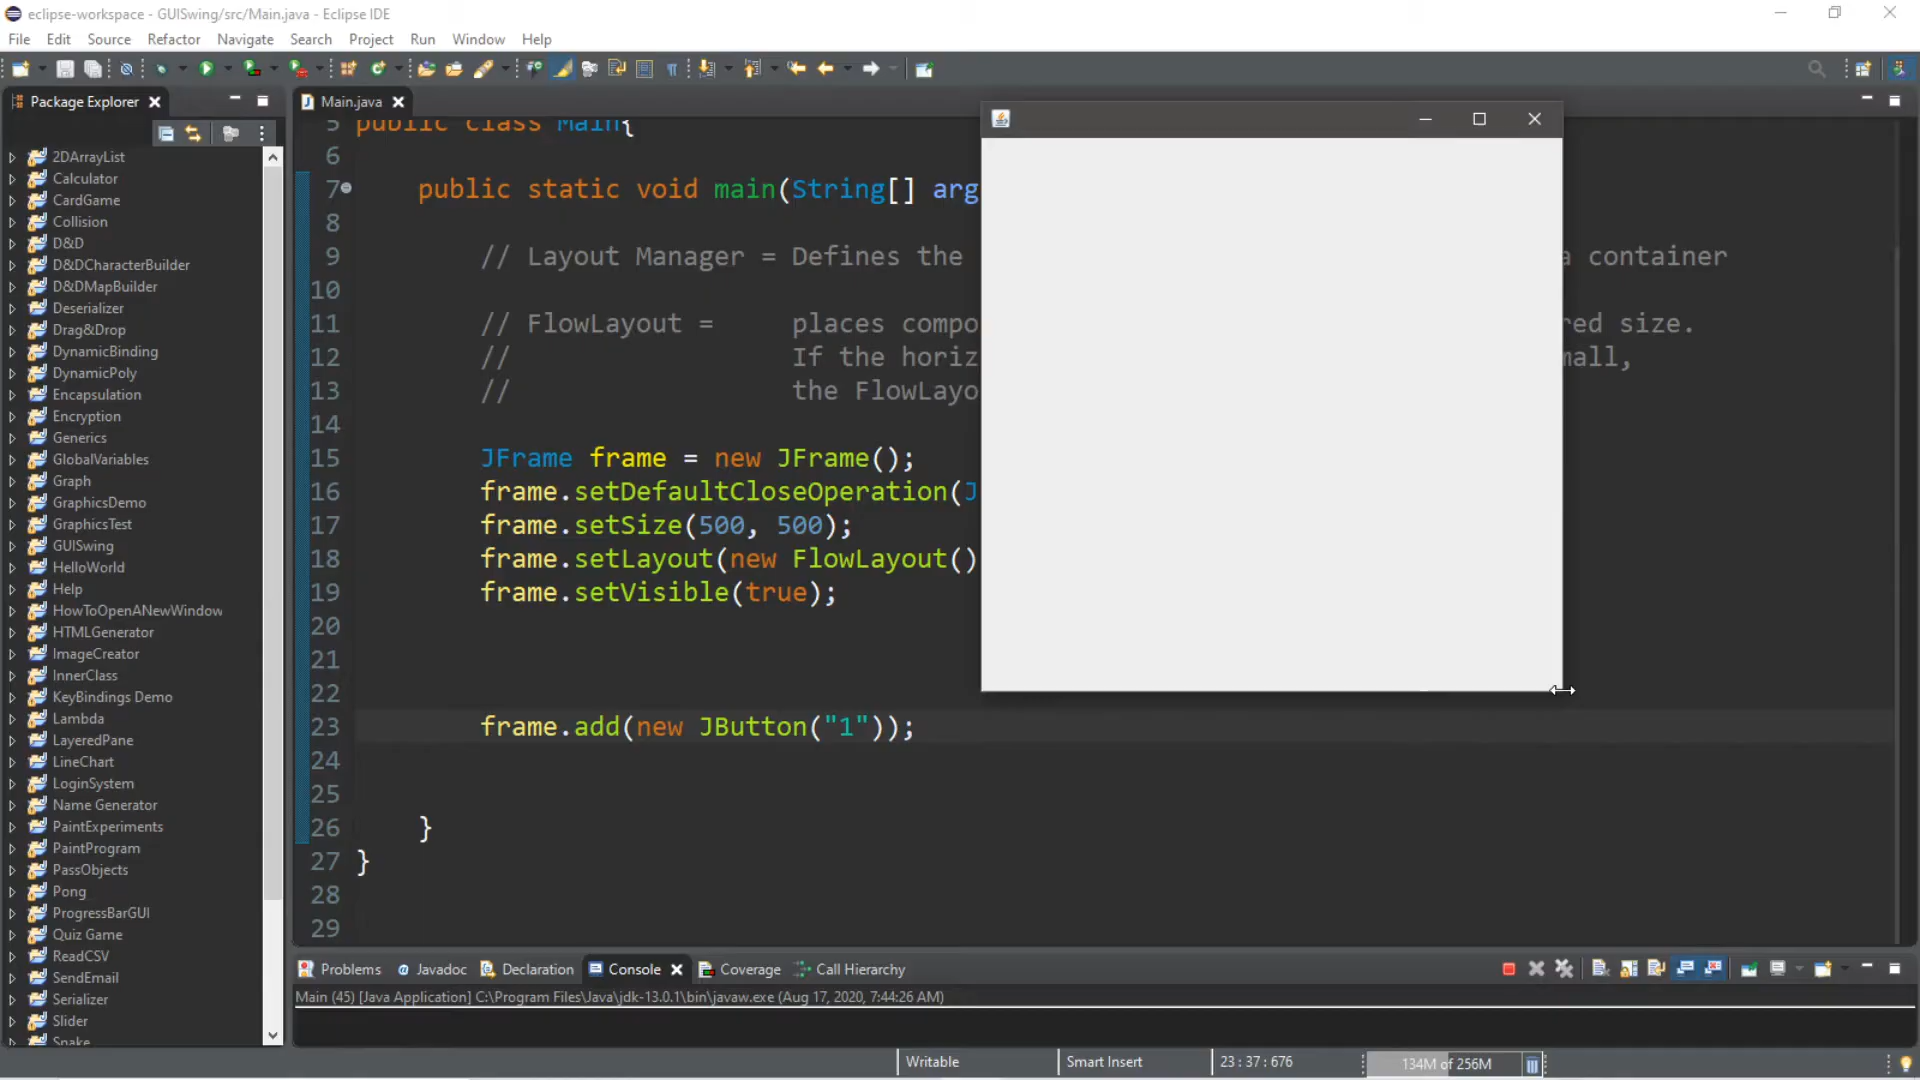 eclipse-workspace - GUISwing/src/Main.java - Eclipse IDE
File Edit Source Refactor Navigate Search Project Run Window Help
Package Explorer
Main.java
2DArrayList
Calculator
CardGame
Collision
D&D
D&DCharacterBuilder
D&DMapBuilder
Deserializer
Drag&Drop
DynamicBinding
DynamicPoly
Encapsulation
Encryption
Generics
GlobalVariables
Graph
GraphicsDemo
GraphicsTest
GUISwing
HelloWorld
Help
HowToOpenANewWindow
HTMLGenerator
ImageCreator
InnerClass
KeyBindings Demo
Lambda
LayeredPane
LineChart
LoginSystem
Name Generator
PaintExperiments
PaintProgram
PassObjects
Pong
ProgressBarGUI
Quiz Game
ReadCSV
SendEmail
Serializer
Slider
Snake
5 public class Main{
6
7 public static void main(String[] arg
8
9 // Layout Manager = Defines the a container
10
11 // FlowLayout = places compo red size.
12 // If the horiz mall,
13 // the FlowLayo
14
15 JFrame frame = new JFrame();
16 frame.setDefaultCloseOperation(J
17 frame.setSize(500, 500);
18 frame.setLayout(new FlowLayout()
19 frame.setVisible(true);
20
21
22
23 frame.add(new JButton("1"));
24
25
26 }
27 }
28
29
Problems Javadoc Declaration Console Coverage Call Hierarchy
Main (45) [Java Application] C:\Program Files\Java\jdk-13.0.1\bin\javaw.exe (Aug 17, 2020, 7:44:26 AM)
Writable Smart Insert 23 : 37 : 676 134M of 256M